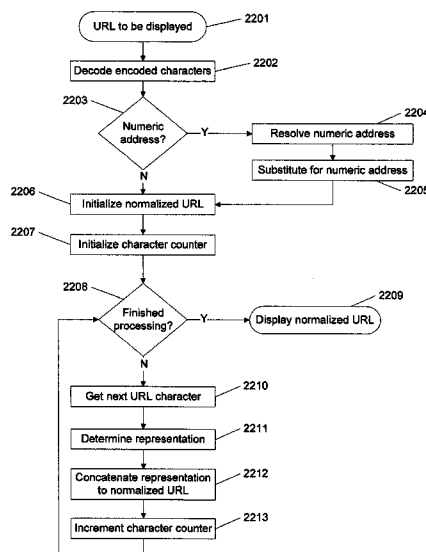 URL to be displayed
2201
Decode encoded characters
2202
2203
Numeric
address?
Y
N
2204
Resolve numeric address
Substitute for numeric address
2205
2206
Initialize normalized URL
2207
Initialize character counter
2208
Finished
processing?
Y
N
2209
Display normalized URL
2210
Get next URL character
2211
Determine representation
2212
Concatenate representation
to normalized URL
2213
Increment character counter